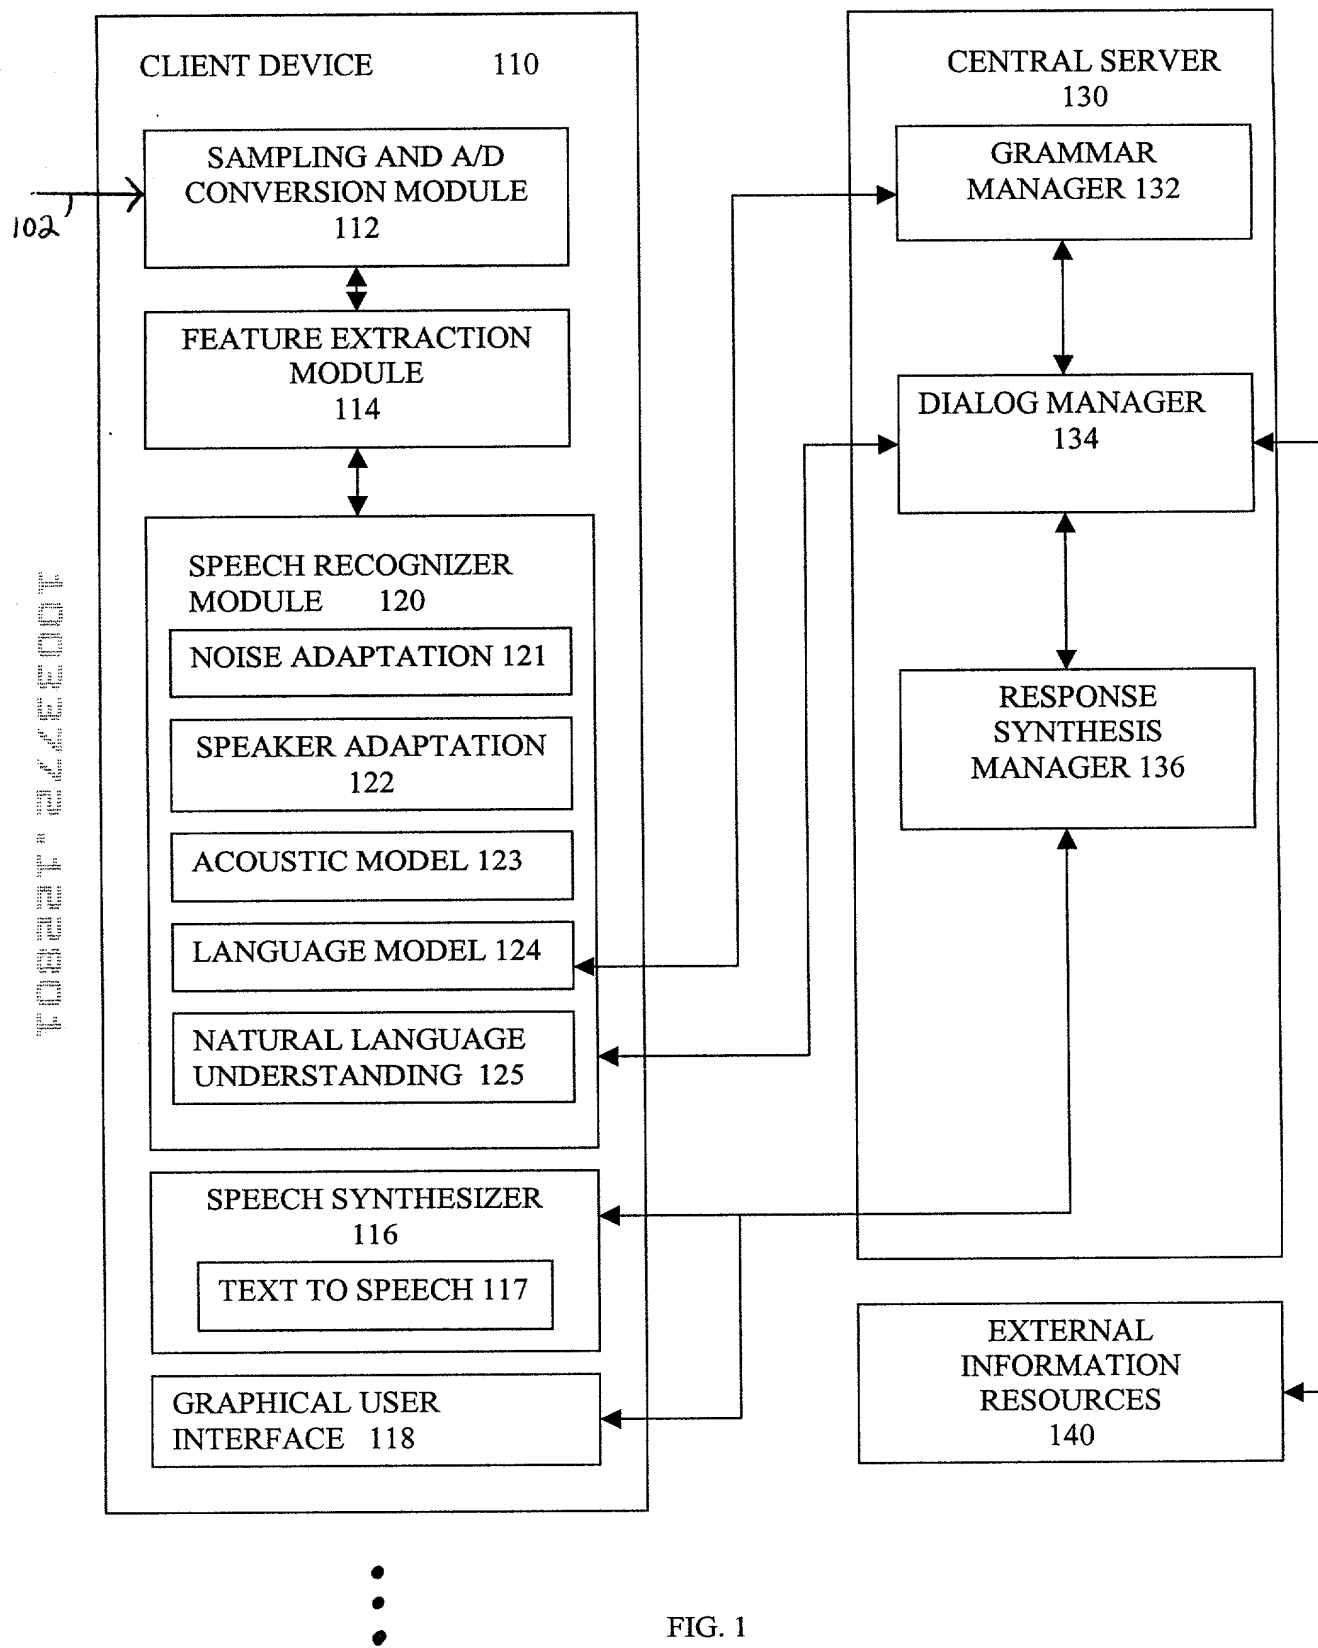 CLIENT DEVICE 110
SAMPLING AND A/D
CONVERSION MODULE
112
102
FEATURE EXTRACTION
MODULE
114
SPEECH RECOGNIZER
MODULE 120
NOISE ADAPTATION 121
SPEAKER ADAPTATION
122
ACOUSTIC MODEL 123
LANGUAGE MODEL 124
NATURAL LANGUAGE
UNDERSTANDING 125
SPEECH SYNTHESIZER
116
TEXT TO SPEECH 117
GRAPHICAL USER
INTERFACE 118
CENTRAL SERVER
130
GRAMMAR
MANAGER 132
DIALOG MANAGER
134
RESPONSE
SYNTHESIS
MANAGER 136
EXTERNAL
INFORMATION
RESOURCES
140
FIG. 1